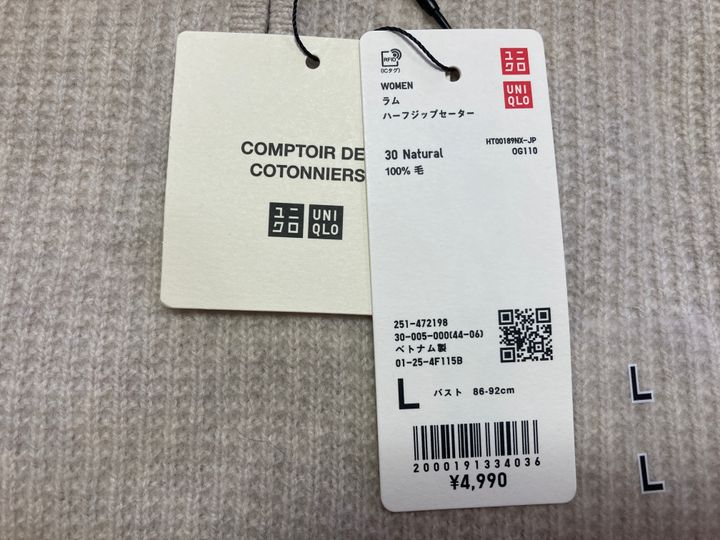 COMPTOIR DE
COTONNIERS
ユニ
クロ
UNI
QLO
RFID
(ICタグ)
ユニ
クロ
UNI
QLO
WOMEN
ラム
ハーフジップセーター
HT00189NX-JP
30 Natural
OG110
100% 毛
251-472198
30-005-000(44-06)
ベトナム製
01-25-4F115B
L バスト 86-92cm
2000191334036
¥4,990
L
L